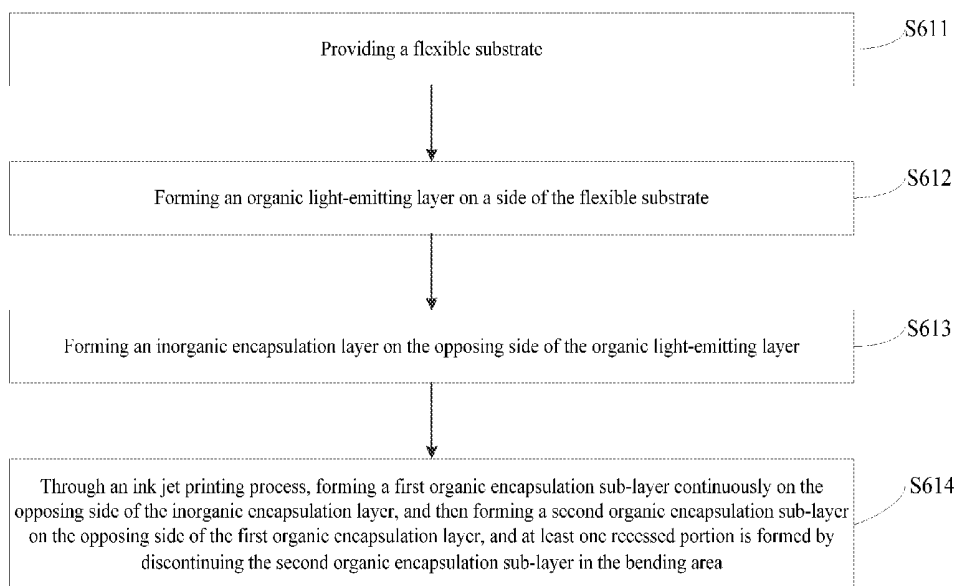 Providing a flexible substrate
S611
Forming an organic light-emitting layer on a side of the flexible substrate
S612
Forming an inorganic encapsulation layer on the opposing side of the organic light-emitting layer
S613
Through an ink jet printing process, forming a first organic encapsulation sub-layer continuously on the
opposing side of the inorganic encapsulation layer, and then forming a second organic encapsulation sub-layer
on the opposing side of the first organic encapsulation layer, and at least one recessed portion is formed by
discontinuing the second organic encapsulation sub-layer in the bending area
S614